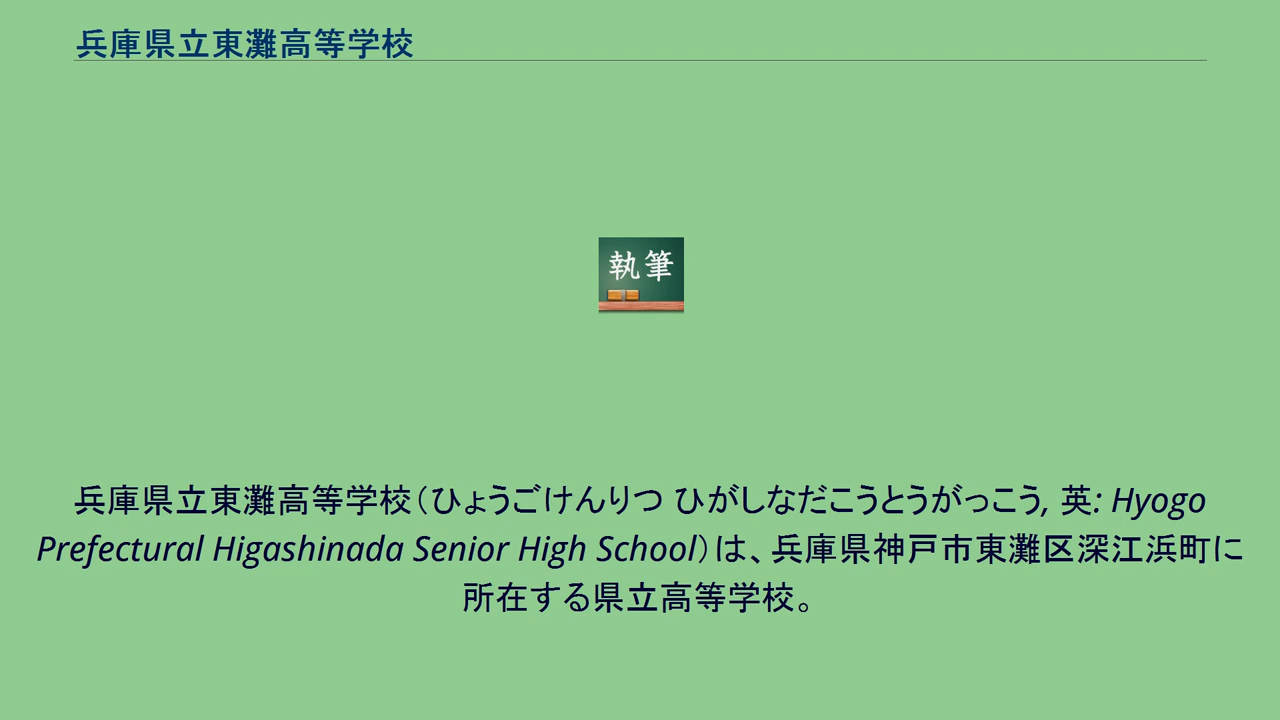 兵庫県立東灘高等学校
執筆
兵庫県立東灘高等学校（ひょうごけんりつ ひがしなだこうとうがっこう, 英: Hyogo
Prefectural Higashinada Senior High School）は、兵庫県神戸市東灘区深江浜町に
所在する県立高等学校。